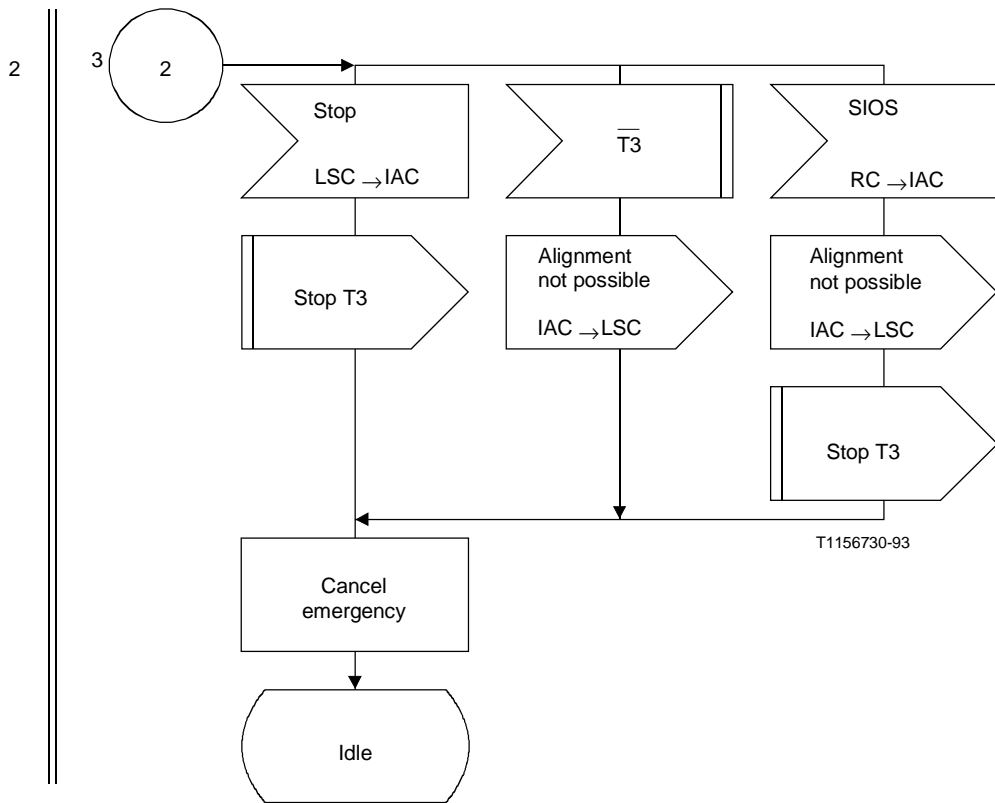 2
3
2
Stop
LSC → IAC
T3
SIOS
RC → IAC
Stop T3
Alignment
not possible
IAC → LSC
Alignment
not possible
IAC → LSC
Stop T3
T1156730-93
Cancel
emergency
Idle